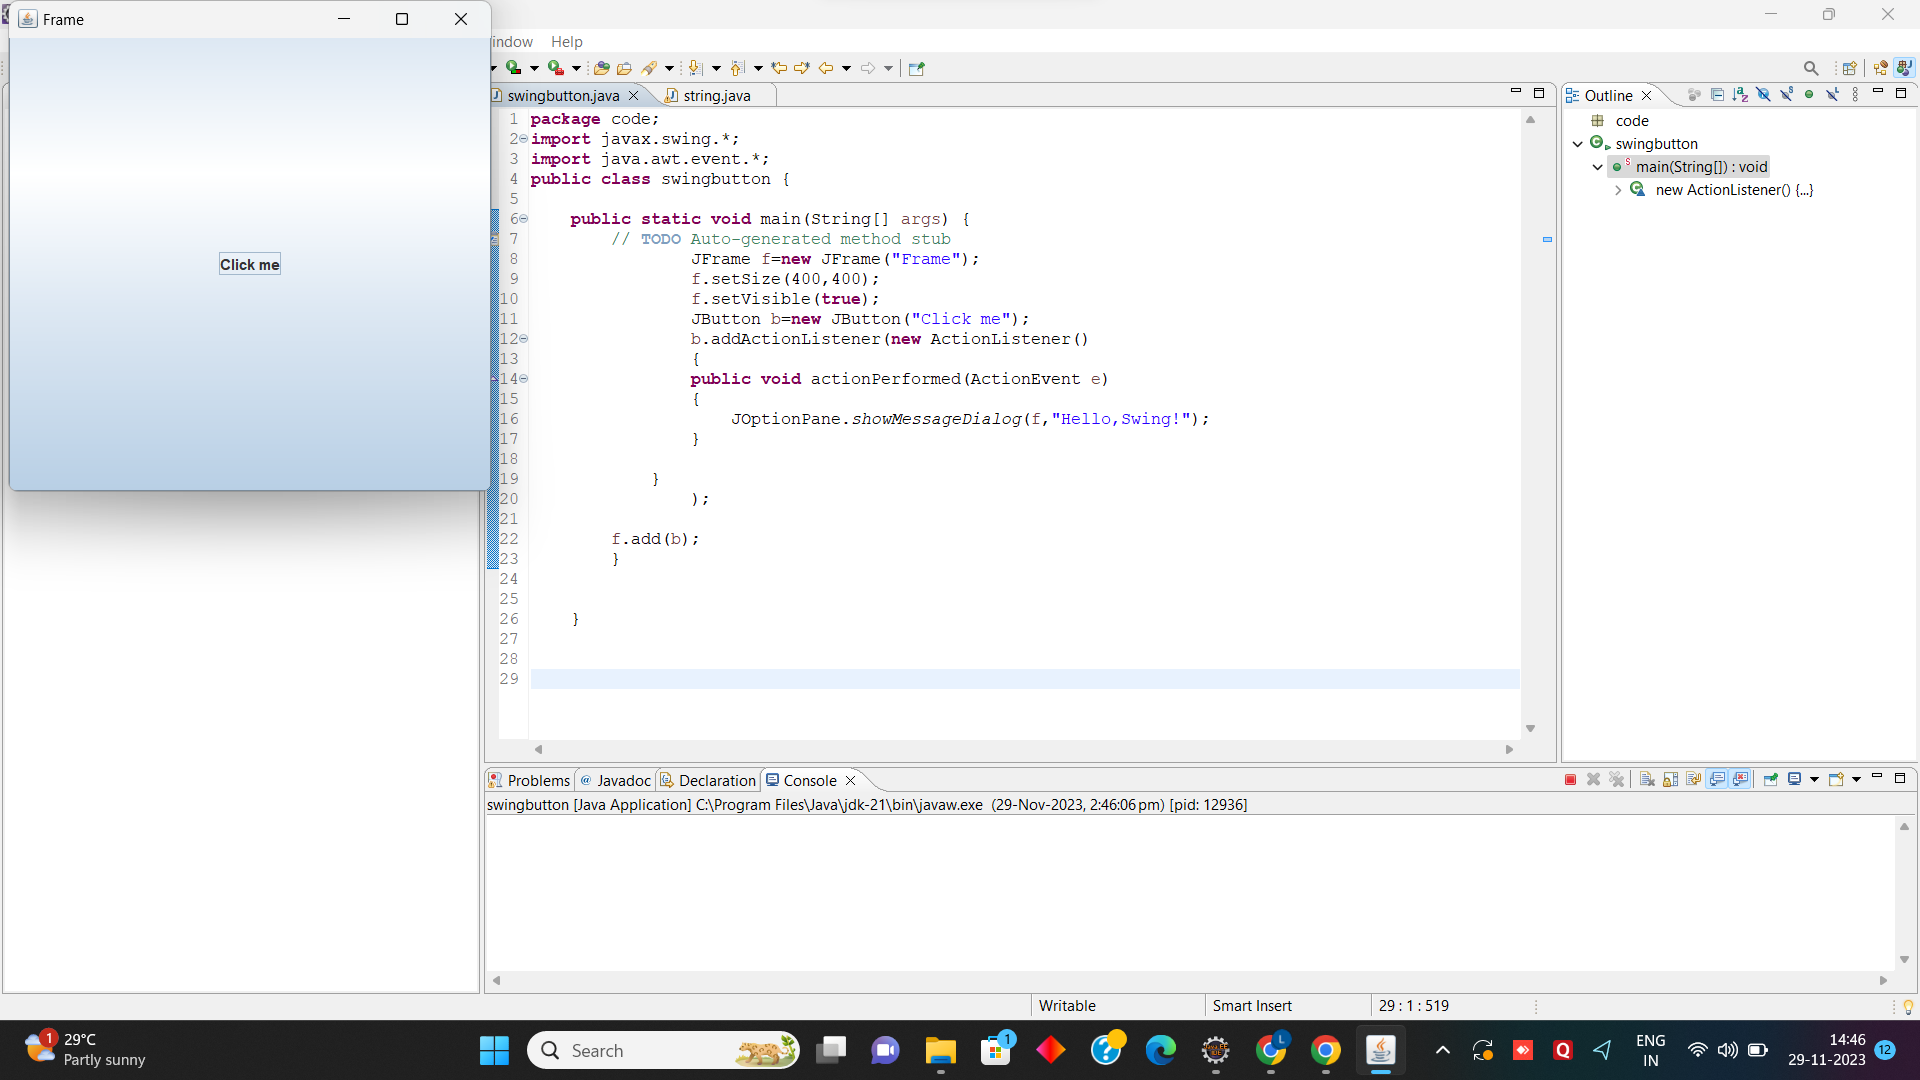 Frame
Click me
indow Help
swingbutton.java
string.java
1 package code;
2 import javax.swing.*;
3 import java.awt.event.*;
4 public class swingbutton {
5
6 public static void main(String[] args) {
7 // TODO Auto-generated method stub
8 JFrame f=new JFrame("Frame");
9 f.setSize(400,400);
10 f.setVisible(true);
11 JButton b=new JButton("Click me");
12 b.addActionListener(new ActionListener()
13 {
14 public void actionPerformed(ActionEvent e)
15 {
16 JOptionPane.showMessageDialog(f,"Hello,Swing!");
17 }
18
19 }
20 );
21
22 f.add(b);
23 }
24
25
26 }
27
28
29
Outline
code
swingbutton
main(String[]) : void
new ActionListener() {...}
Problems @ Javadoc Declaration Console
swingbutton [Java Application] C:\Program Files\Java\jdk-21\bin\javaw.exe (29-Nov-2023, 2:46:06 pm) [pid: 12936]
Writable Smart Insert 29 : 1 : 519
1
29°C
Partly sunny
Search
1
L
ENG
IN
14:46
29-11-2023
12